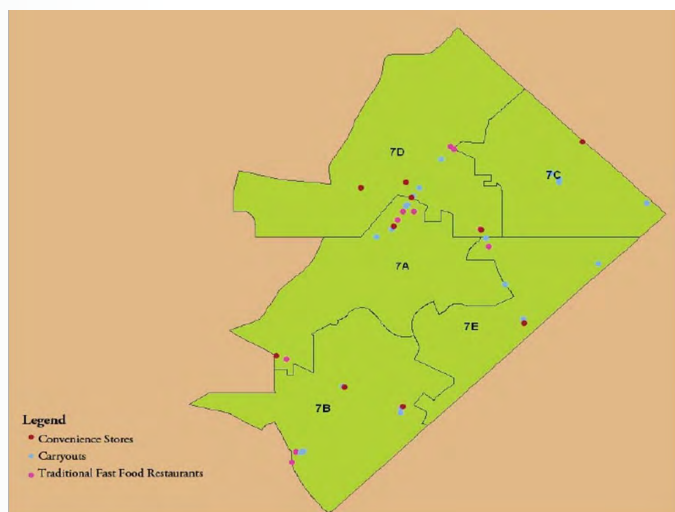 7D
7C
7A
7E
7B
Legend
Convenience Stores
Carryouts
Traditional Fast Food Restaurants